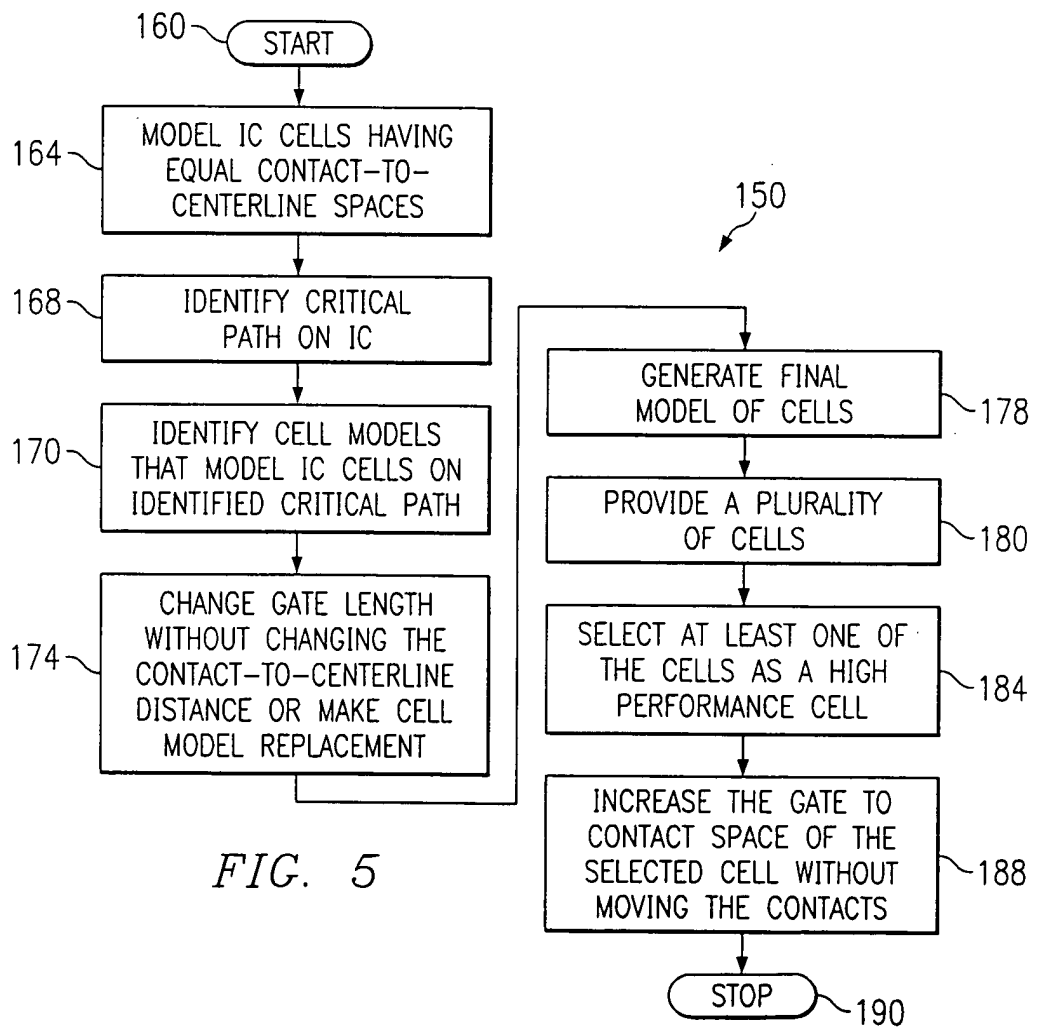 160
START
164
MODEL IC CELLS HAVING
EQUAL CONTACT-TO-
CENTERLINE SPACES
168
IDENTIFY CRITICAL
PATH ON IC
170
IDENTIFY CELL MODELS
THAT MODEL IC CELLS ON
IDENTIFIED CRITICAL PATH
174
CHANGE GATE LENGTH
WITHOUT CHANGING THE
CONTACT-TO-CENTERLINE
DISTANCE OR MAKE CELL
MODEL REPLACEMENT
150
GENERATE FINAL
MODEL OF CELLS
178
PROVIDE A PLURALITY
OF CELLS
180
SELECT AT LEAST ONE OF
THE CELLS AS A HIGH
PERFORMANCE CELL
184
INCREASE THE GATE TO
CONTACT SPACE OF THE
SELECTED CELL WITHOUT
MOVING THE CONTACTS
188
STOP
190
FIG. 5